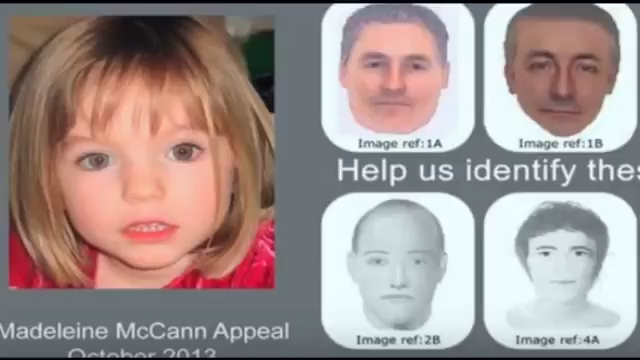 Image ref:1A
Image ref:1B
Help us identify thes
Image ref:2B
Image ref:4A
Madeleine McCann Appeal
October 2013